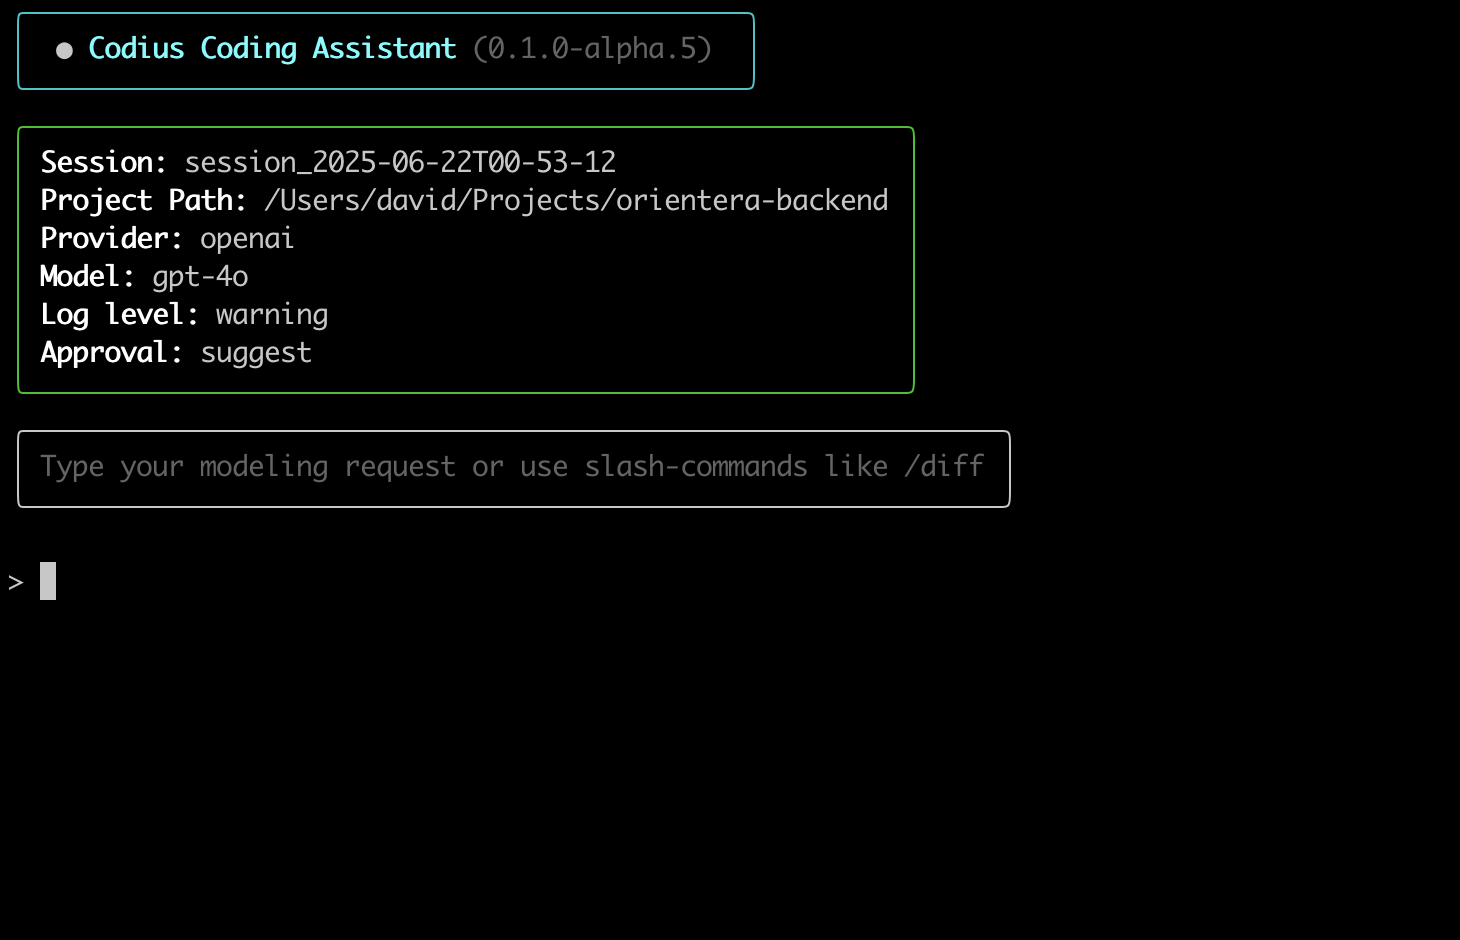 ● Codius Coding Assistant (0.1.0-alpha.5)
Session: session_2025-06-22T00-53-12
Project Path: /Users/david/Projects/orientera-backend
Provider: openai
Model: gpt-4o
Log level: warning
Approval: suggest
Type your modeling request or use slash-commands like /diff
>